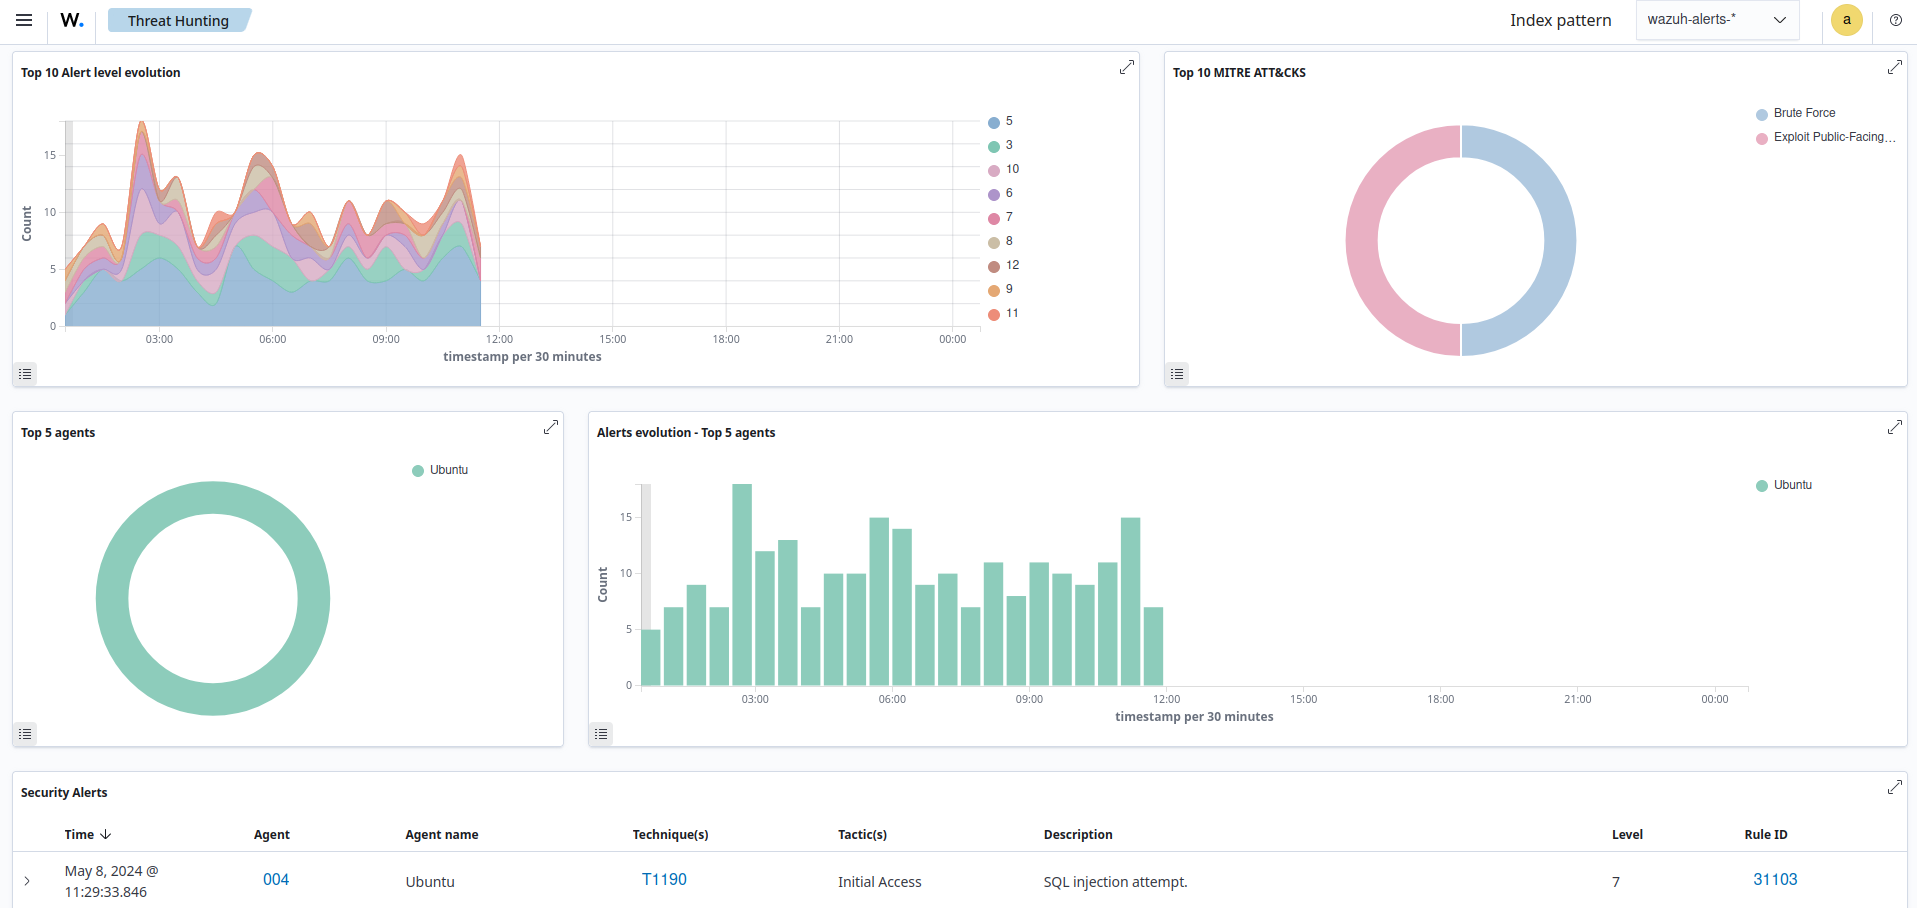 W. Threat Hunting Index pattern wazuh-alerts-* a
Top 10 Alert level evolution
Count
15
10
5
0
03:00 06:00 09:00 12:00 15:00 18:00 21:00 00:00
timestamp per 30 minutes
5
3
10
6
7
8
12
9
11
Top 10 MITRE ATT&CKS
Brute Force
Exploit Public-Facing...
Top 5 agents
Ubuntu
Alerts evolution - Top 5 agents
Count
15
10
5
0
03:00 06:00 09:00 12:00 15:00 18:00 21:00 00:00
timestamp per 30 minutes
Ubuntu
Security Alerts
Time Agent Agent name Technique(s) Tactic(s) Description Level Rule ID
May 8, 2024 @
11:29:33.846
004 Ubuntu T1190 Initial Access SQL injection attempt. 7 31103